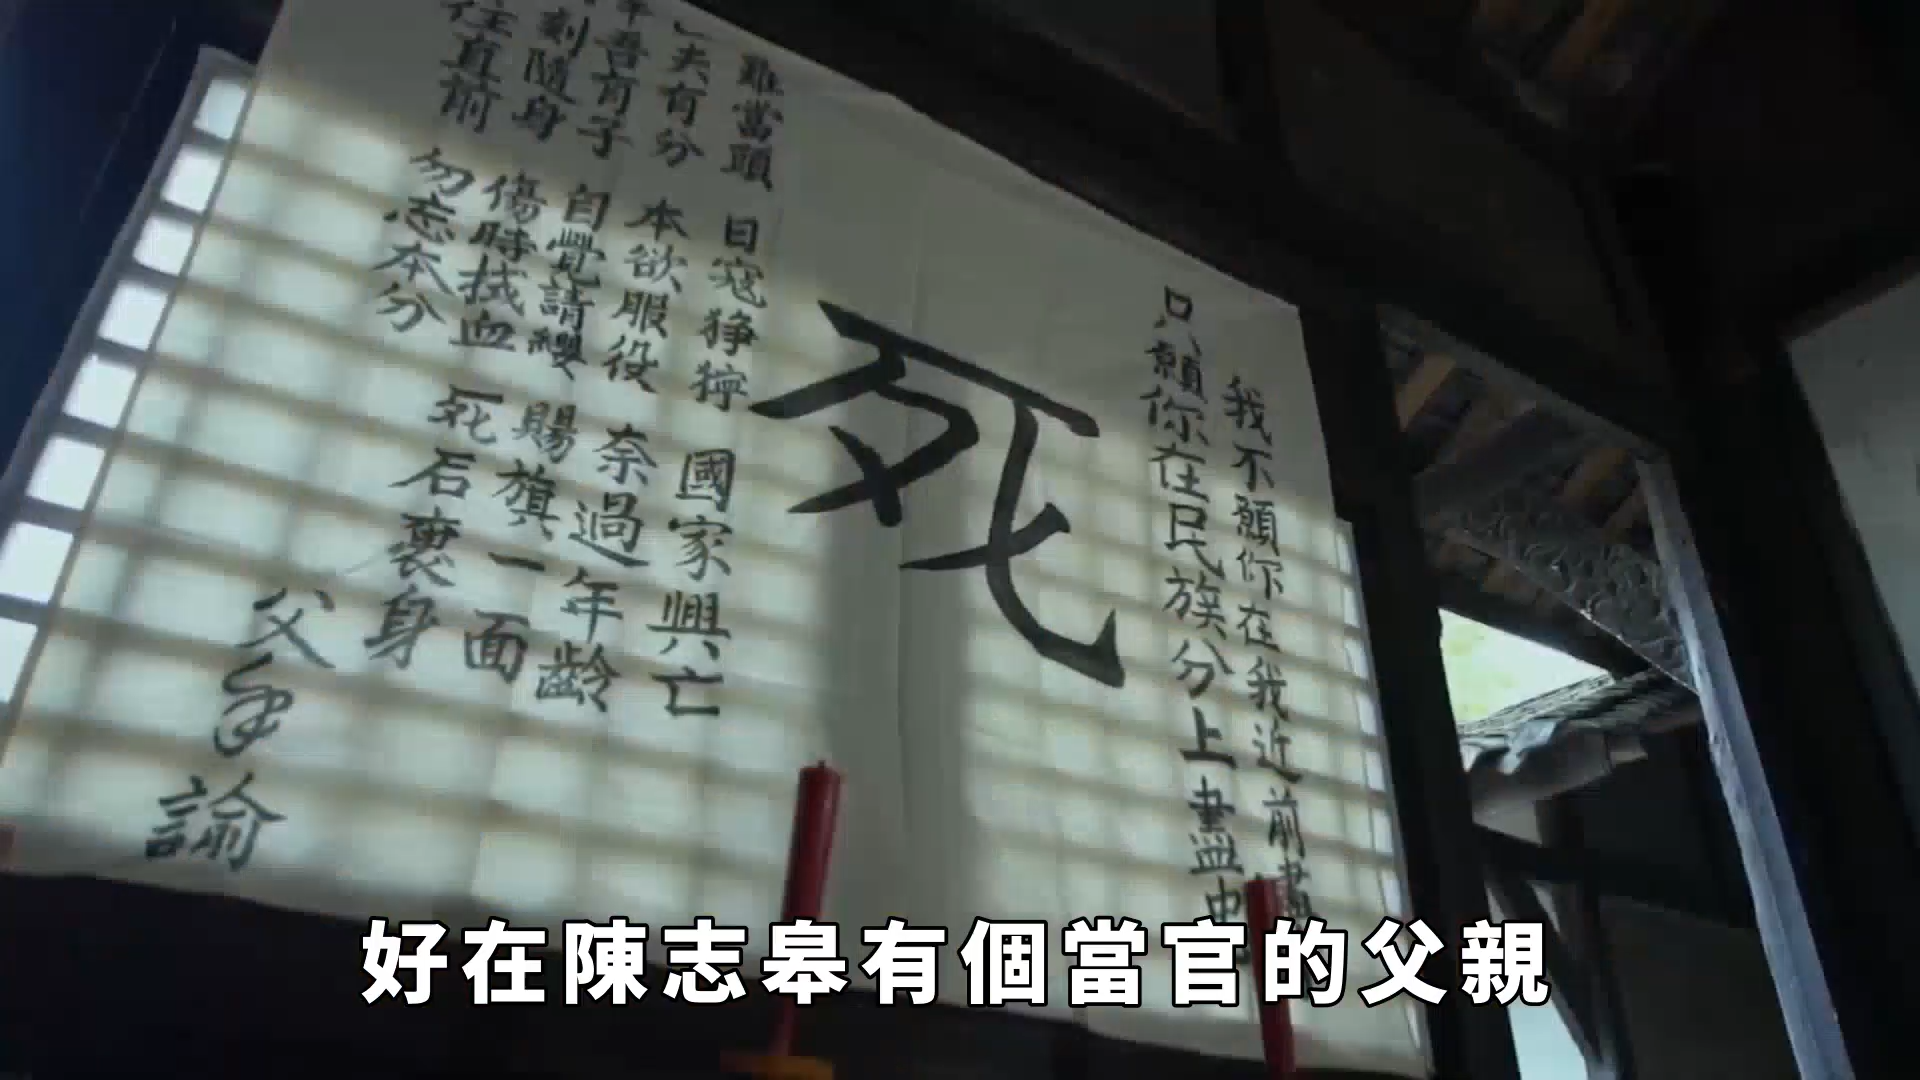 我不願你在我近前盡
只願你在民族分上盡
死
難當頭 日寇猙獰 國家興亡
夫有分 本欲服役 奈過年齡
幸吾有子 自覺請纓 賜旗一面
刻隨身 傷時拭血 死后裹身
往直前 勿忘本分
父手諭
好在陳志皋有個當官的父親